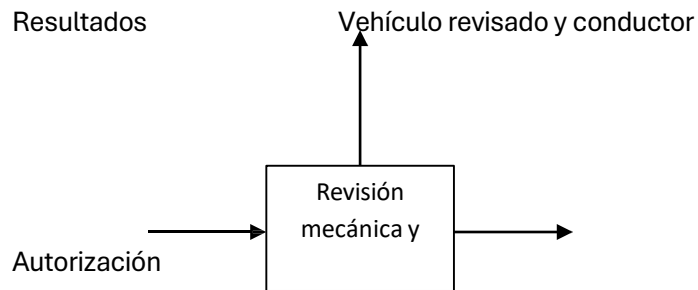 Resultados Vehículo revisado y conductor
Revisión
mecánica y
Autorización